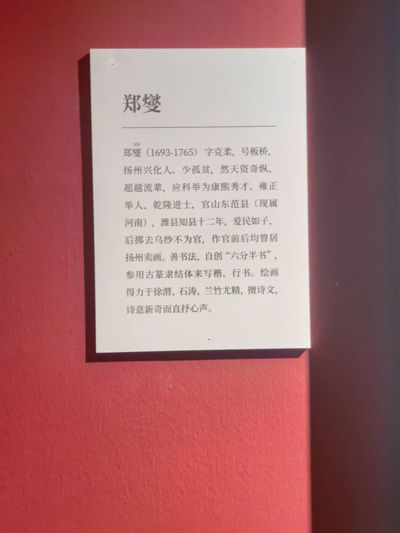 郑燮
郑燮（1693-1765）字克柔，号板桥，
扬州兴化人。少孤贫，然天资奇纵，
超越流辈，应科举为康熙秀才、雍正
举人、乾隆进士，官山东范县（现属
河南），潍县知县十二年，爱民如子，
后掷去乌纱不为官，作官前后均曾居
扬州卖画。善书法，自创“六分半书”，
参用古篆隶结体来写楷、行书。绘画
得力于徐渭、石涛，兰竹尤精，擅诗文，
诗意新奇而直抒心声。